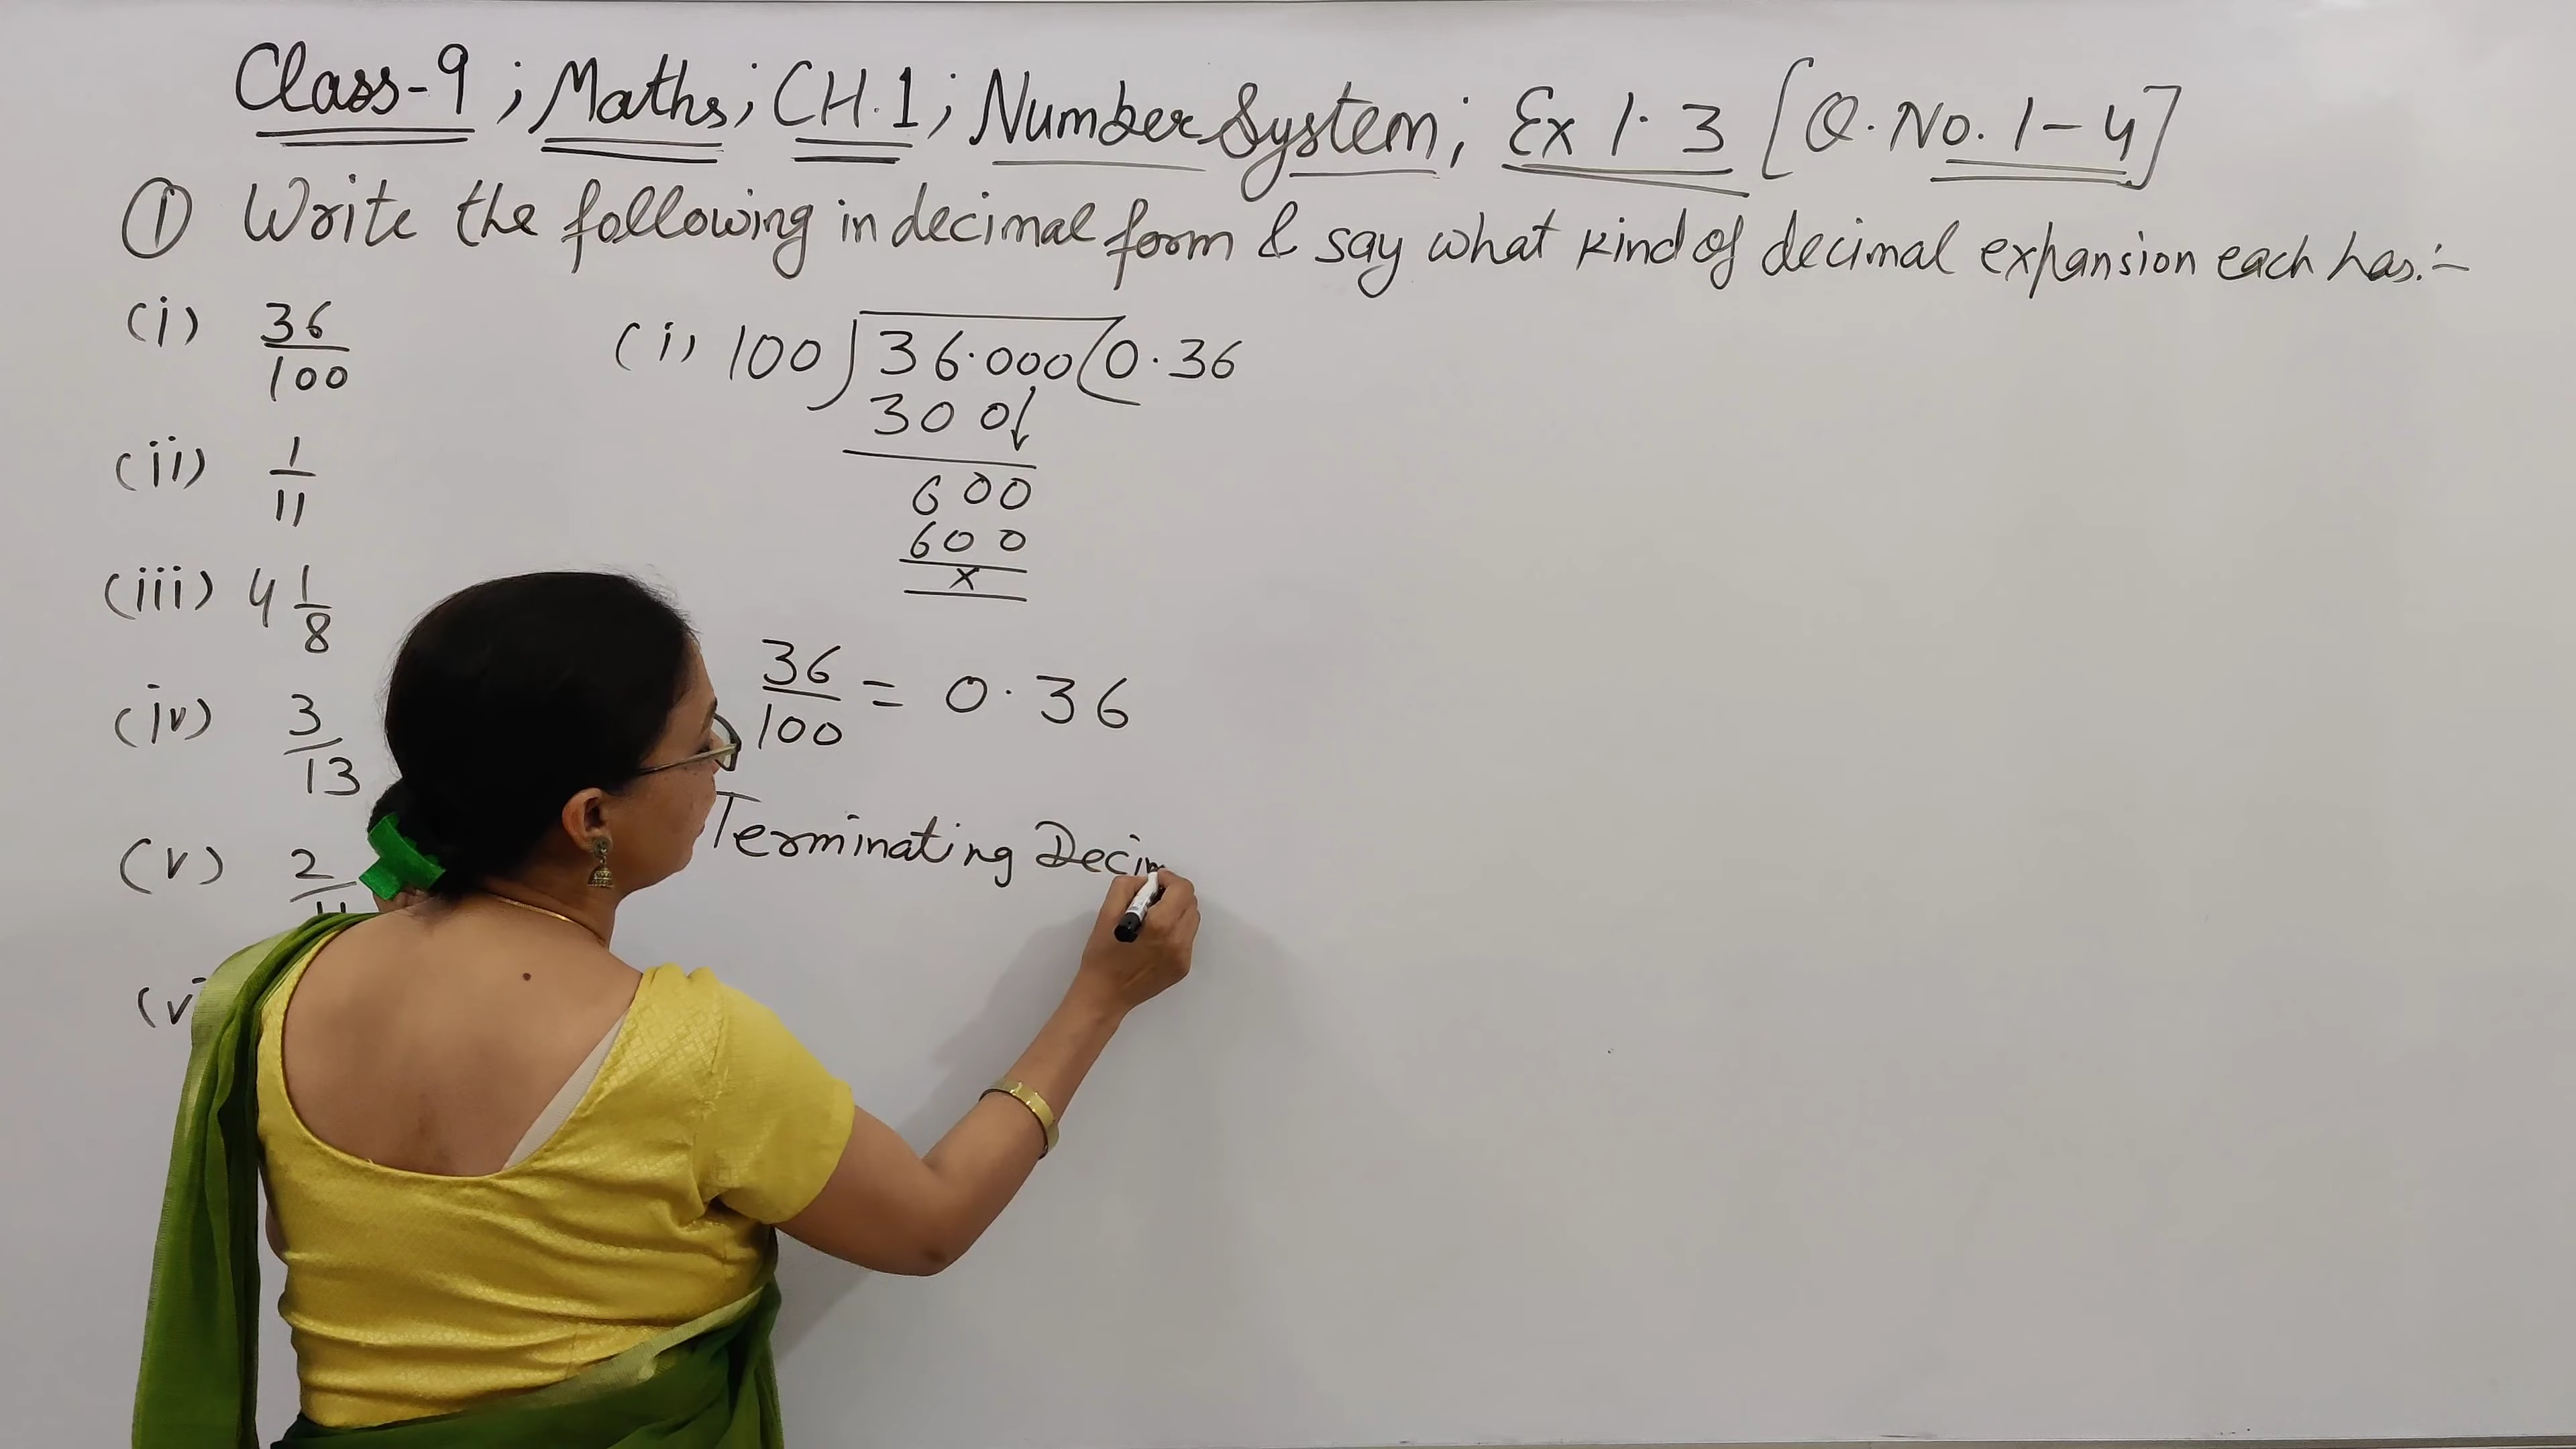 Class-9 ; Maths; CH.1; Number System; Ex 1.3 [Q. No. 1-4]
① Write the following in decimal form & say what kind of decimal expansion each has:-
(i) 36/100
(ii) 1/11
(iii) 4 1/8
(iv) 3/13
(v) 2/11
(v
(i) 100 ) 36.000 ( 0.36
300↓
600
600
x
36/100 = 0.36
Terminating Decim